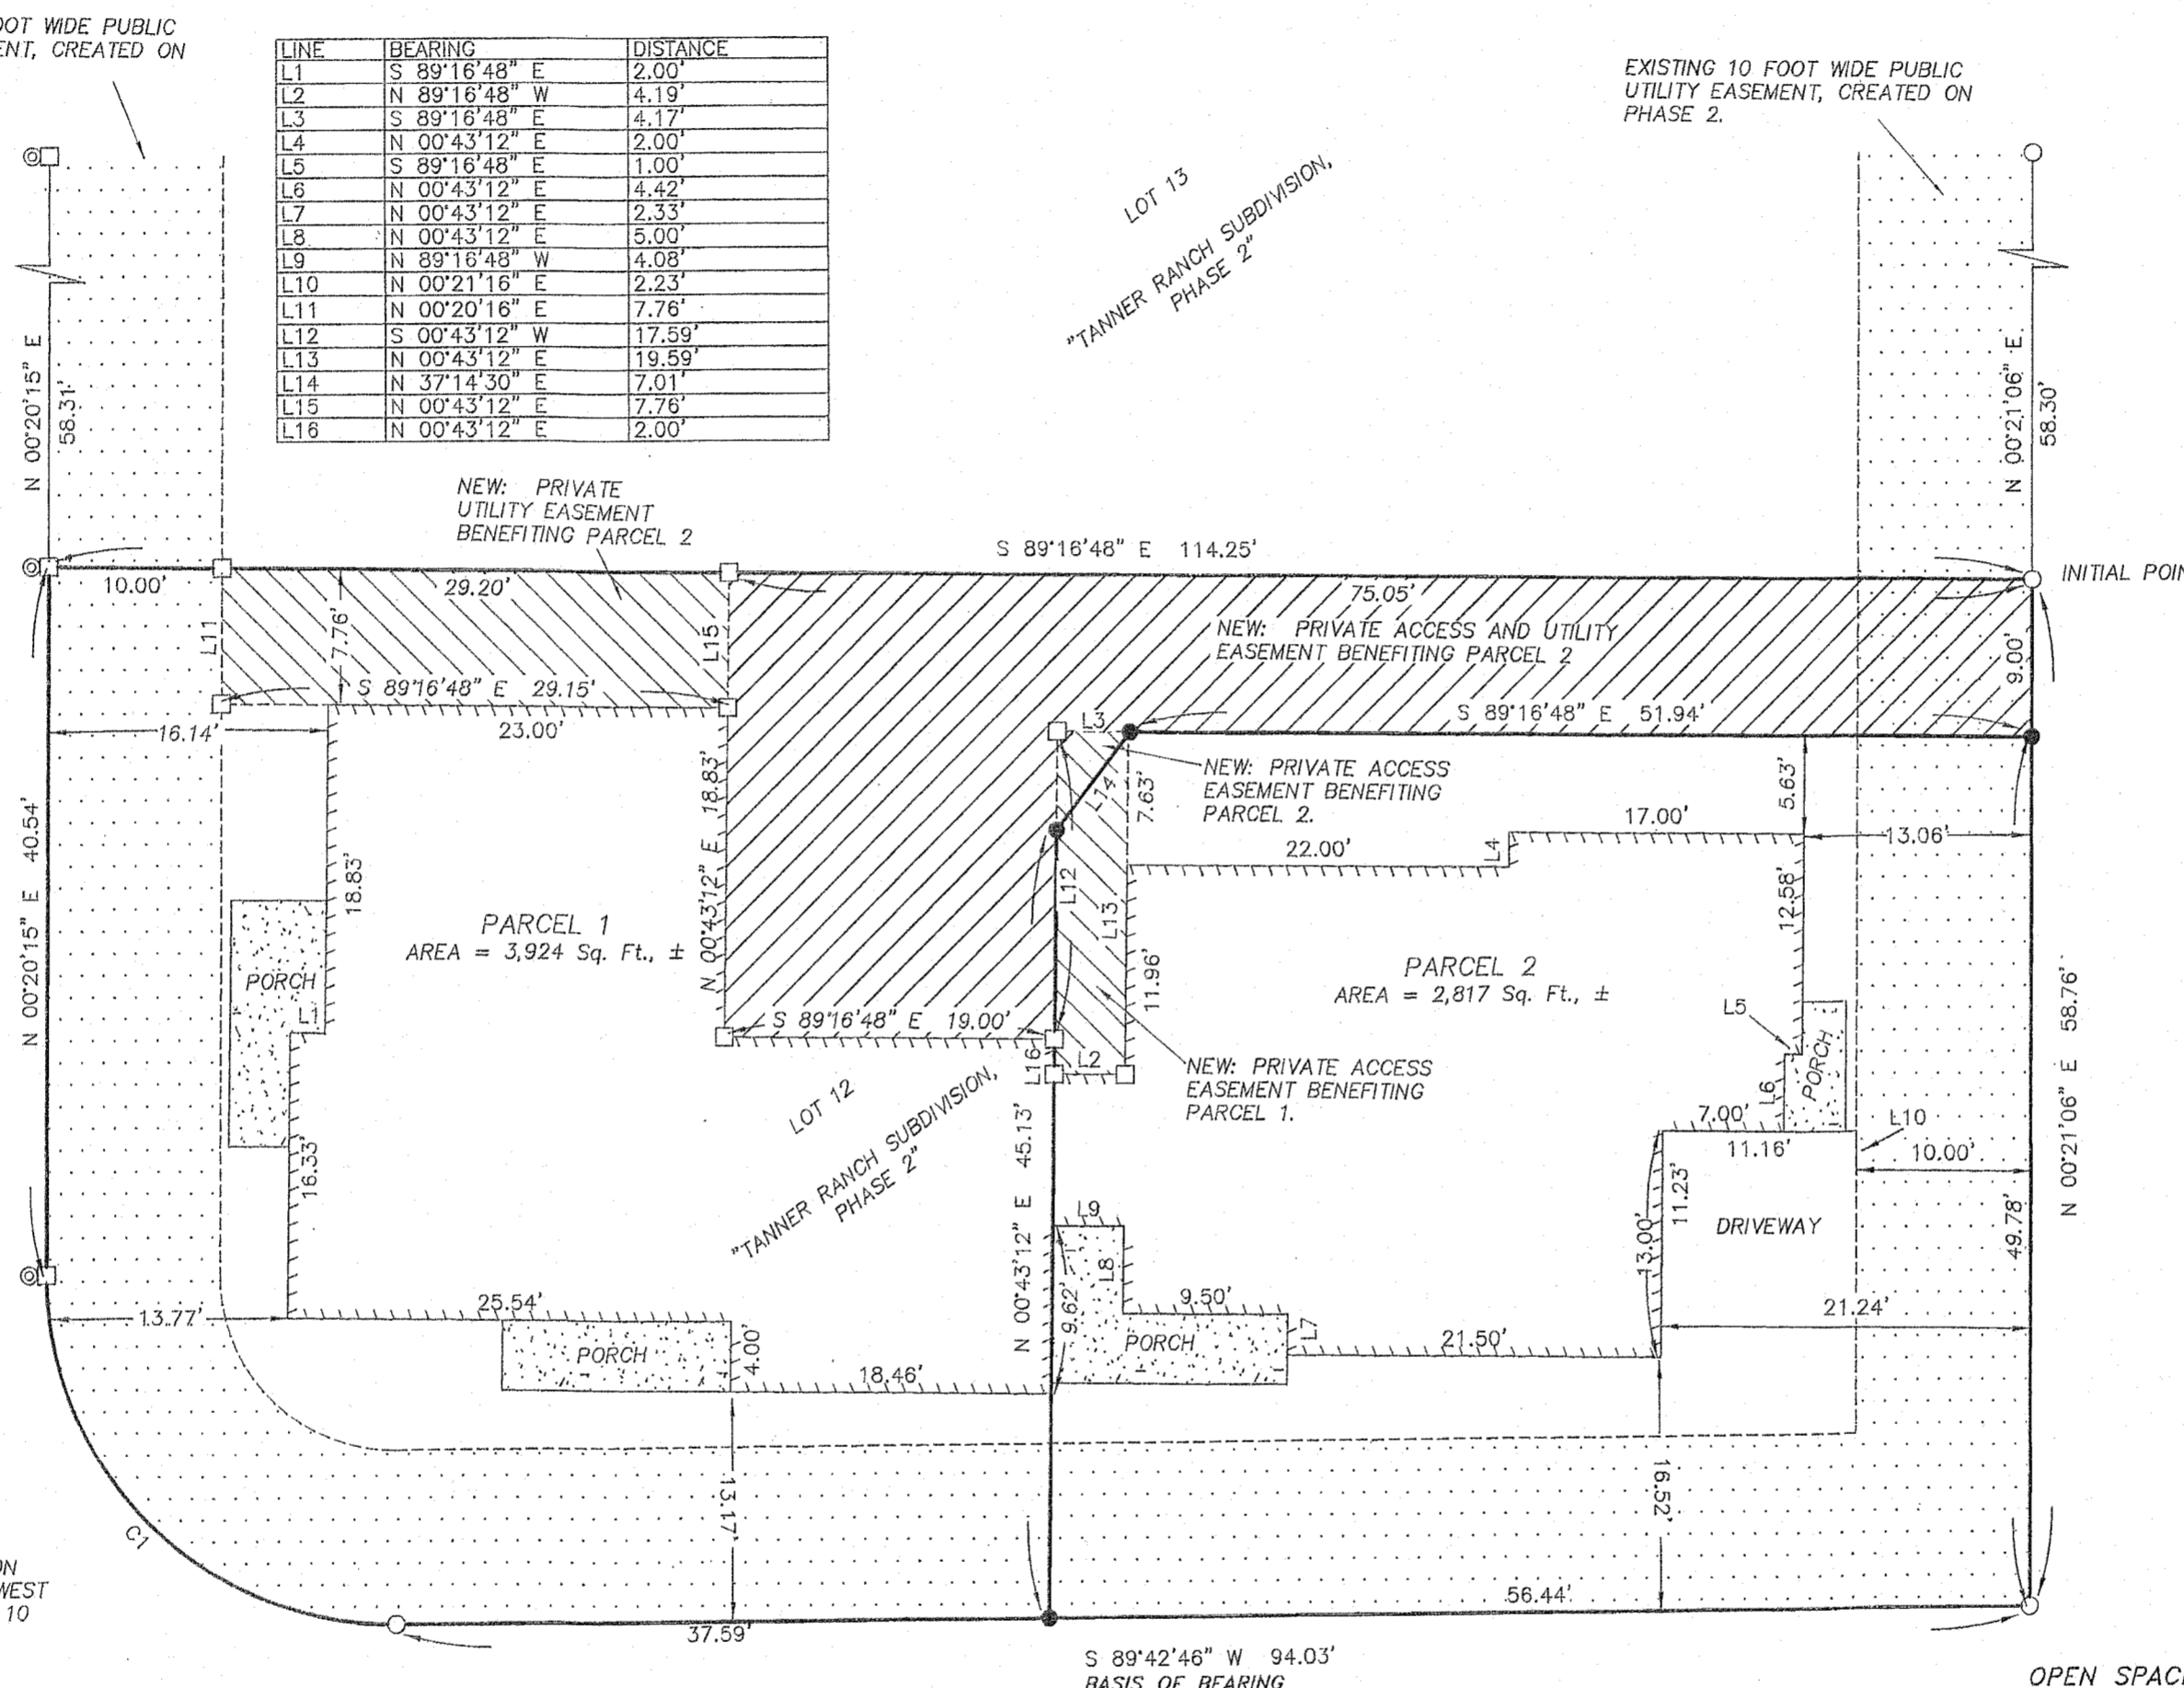 OOT WIDE PUBLIC
ENT, CREATED ON
LINE BEARING DISTANCE
L1 S 89°16'48" E 2.00'
L2 N 89°16'48" W 4.19'
L3 S 89°16'48" E 4.17'
L4 N 00°43'12" E 2.00'
L5 S 89°16'48" E 1.00'
L6 N 00°43'12" E 4.42'
L7 N 00°43'12" E 2.33'
L8 N 00°43'12" E 5.00'
L9 N 89°16'48" W 4.08'
L10 N 00°21'16" E 2.23'
L11 N 00°20'16" E 7.76'
L12 S 00°43'12" W 17.59'
L13 N 00°43'12" E 19.59'
L14 N 37°14'30" E 7.01'
L15 N 00°43'12" E 7.76'
L16 N 00°43'12" E 2.00'
EXISTING 10 FOOT WIDE PUBLIC
UTILITY EASEMENT, CREATED ON
PHASE 2.
LOT 13
"TANNER RANCH SUBDIVISION,
PHASE 2"
N 00°20'15" E
58.31'
N 00°21'06" E
58.30'
NEW: PRIVATE
UTILITY EASEMENT
BENEFITING PARCEL 2
S 89°16'48" E 114.25'
INITIAL POIN
10.00'
29.20'
75.05'
L11
7.76'
L15
NEW: PRIVATE ACCESS AND UTILITY
EASEMENT BENEFITING PARCEL 2
9.00'
S 89°16'48" E 29.15'
S 89°16'48" E 51.94'
16.14'
23.00'
L3
18.83'
N 00°43'12" E 18.83'
L14
7.63'
NEW: PRIVATE ACCESS
EASEMENT BENEFITING
PARCEL 2.
5.63'
17.00'
13.06'
22.00'
L4
N 00°20'15" E 40.54'
PARCEL 1
AREA = 3,924 Sq. Ft., ±
L12
L13
11.96'
12.58'
PARCEL 2
AREA = 2,817 Sq. Ft., ±
PORCH
L1
S 89°16'48" E 19.00'
L5
PORCH
L6
L16
L2
NEW: PRIVATE ACCESS
EASEMENT BENEFITING
PARCEL 1.
LOT 12
"TANNER RANCH SUBDIVISION,
PHASE 2"
7.00'
11.16'
L10
10.00'
N 00°21'06" E 58.76'
16.33'
N 00°43'12" E 45.13'
L9
L8
9.62'
13.00'
11.23'
DRIVEWAY
49.78'
13.77'
25.54'
9.50'
21.24'
PORCH
4.00'
18.46'
PORCH
L7
21.50'
13.17'
16.52'
C1
ON
WEST
10
37.59'
56.44'
S 89°42'46" W 94.03'
BASIS OF BEARING
OPEN SPAC